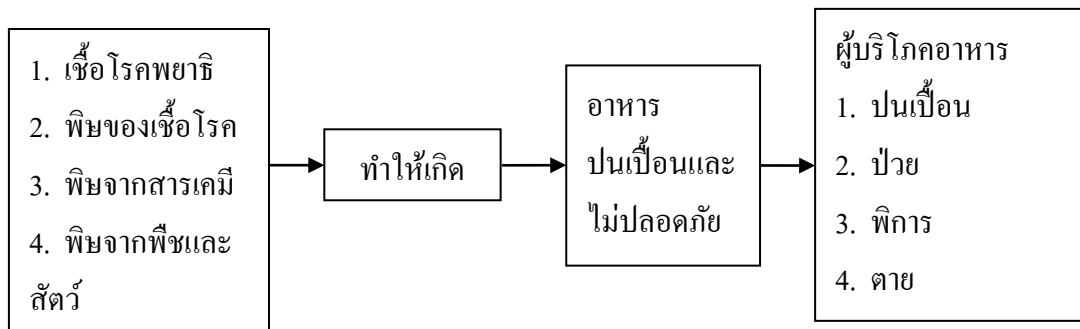 1. เชื้อโรคพยาธิ
2. พิษของเชื้อโรค
3. พิษจากสารเคมี
4. พิษจากพืชและ
สัตว์
ทำให้เกิด
อาหาร
ปนเปื้อนและ
ไม่ปลอดภัย
ผู้บริโภคอาหาร
1. ปนเปื้อน
2. ป่วย
3. พิการ
4. ตาย